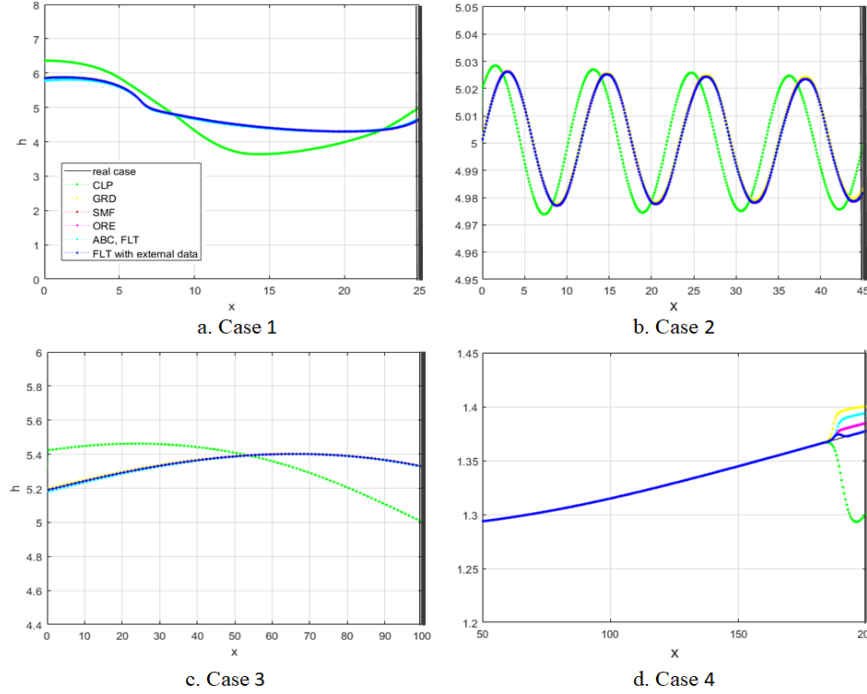 8
7
6
5
4
3
2
1
0
h
real case
CLP
GRD
SMF
ORE
ABC, FLT
FLT with external data
0 5 10 15 20 25
x
a. Case 1
5.05
5.04
5.03
5.02
5.01
5
4.99
4.98
4.97
4.96
4.95
0 5 10 15 20 25 30 35 40 45
x
b. Case 2
6
5.8
5.6
5.4
5.2
5
4.8
4.6
4.4
h
0 10 20 30 40 50 60 70 80 90 100
x
c. Case 3
1.45
1.4
1.35
1.3
1.25
1.2
50 100 150
x
d. Case 4